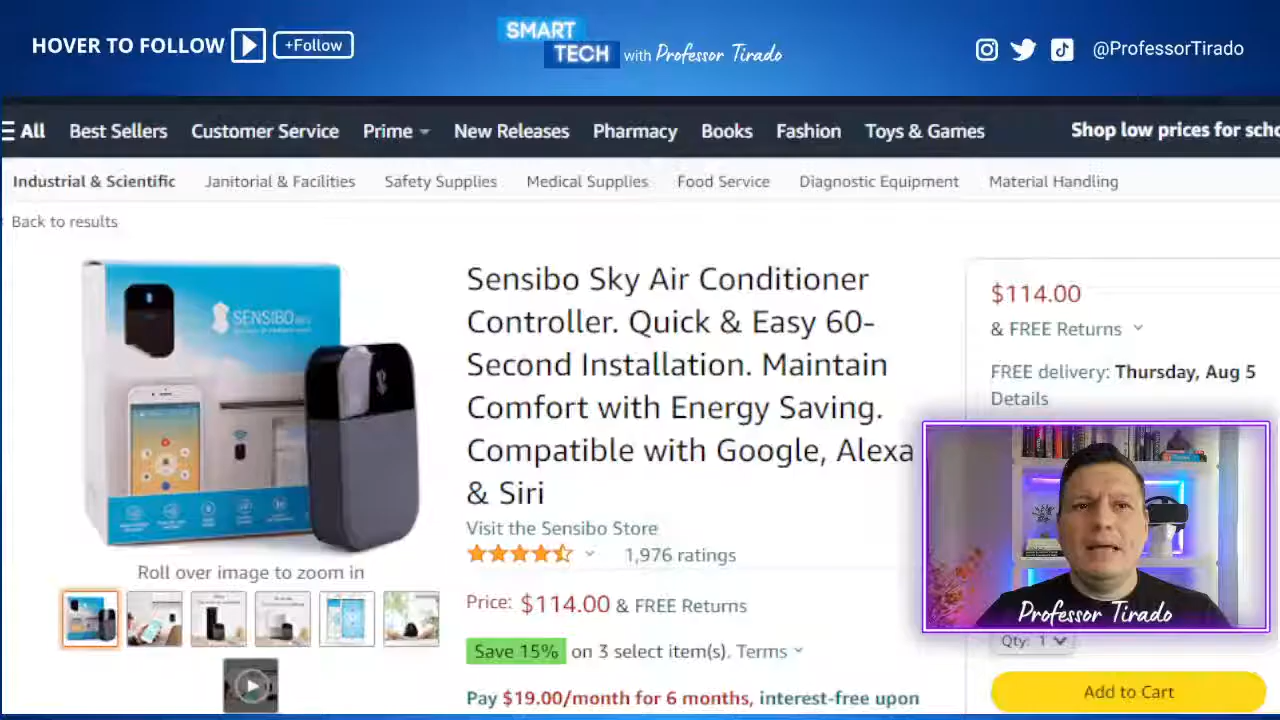 HOVER TO FOLLOW +Follow
SMART
TECH with Professor Tirado
@ProfessorTirado
All Best Sellers Customer Service Prime New Releases Pharmacy Books Fashion Toys & Games Shop low prices for scho
Industrial & Scientific Janitorial & Facilities Safety Supplies Medical Supplies Food Service Diagnostic Equipment Material Handling
Back to results
SENSIBO
Sensibo Sky Air Conditioner
Controller. Quick & Easy 60-
Second Installation. Maintain
Comfort with Energy Saving.
Compatible with Google, Alexa
& Siri
Visit the Sensibo Store
1,976 ratings
Roll over image to zoom in
Price: $114.00 & FREE Returns
Save 15% on 3 select item(s). Terms
Pay $19.00/month for 6 months, interest-free upon
$114.00
& FREE Returns
FREE delivery: Thursday, Aug 5
Details
Professor Tirado
Qty: 1
Add to Cart